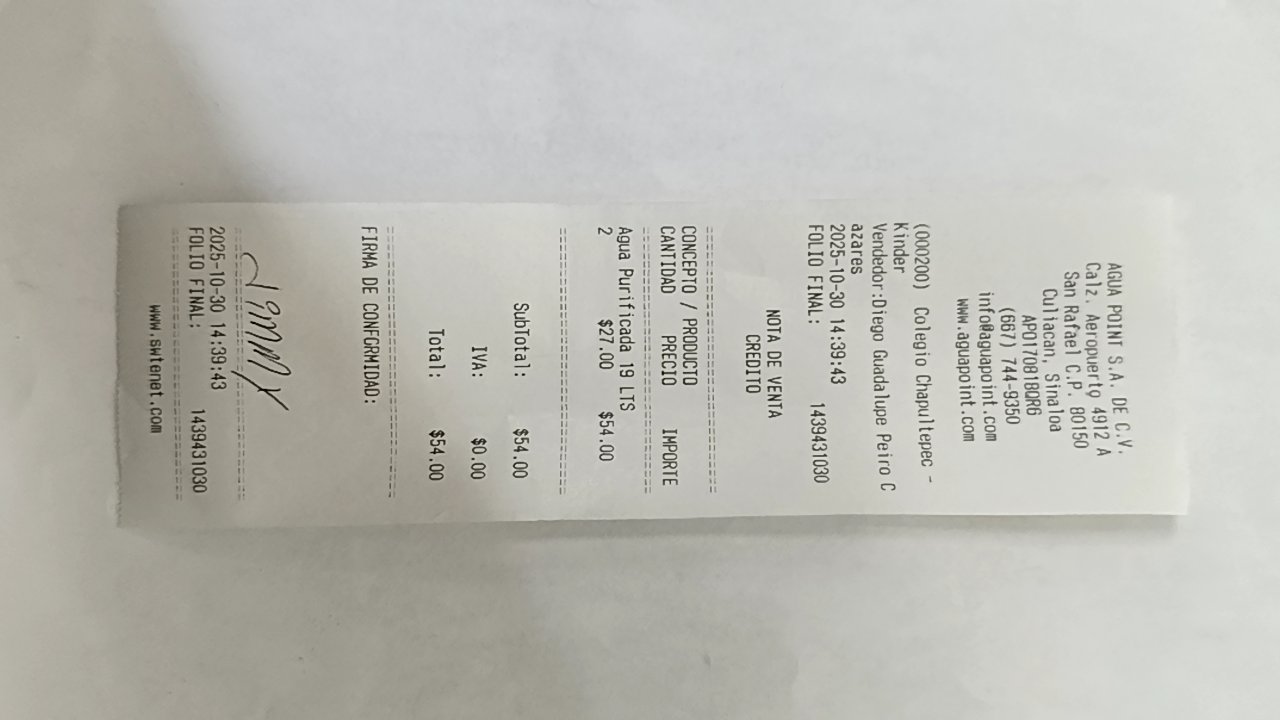 AGUA POINT S.A. DE C.V.
Calz. Aeropuerto 4912 A
San Rafael C.P. 80150
Culiacan, Sinaloa
APO170818QR6
(667) 744-9350
info@aguapoint.com
www.aguapoint.com
(000200) Colegio Chapultepec -
Kinder
Vendedor:Diego Guadalupe Peiro C
azares
2025-10-30 14:39:43
FOLIO FINAL: 1439431030
NOTA DE VENTA
CREDITO
CONCEPTO / PRODUCTO
CANTIDAD PRECIO IMPORTE
Agua Purificada 19 LTS
2 $27.00 $54.00
SubTotal: $54.00
IVA: $0.00
Total: $54.00
FIRMA DE CONFORMIDAD:
2025-10-30 14:39:43
FOLIO FINAL: 1439431030
www.swtenet.com